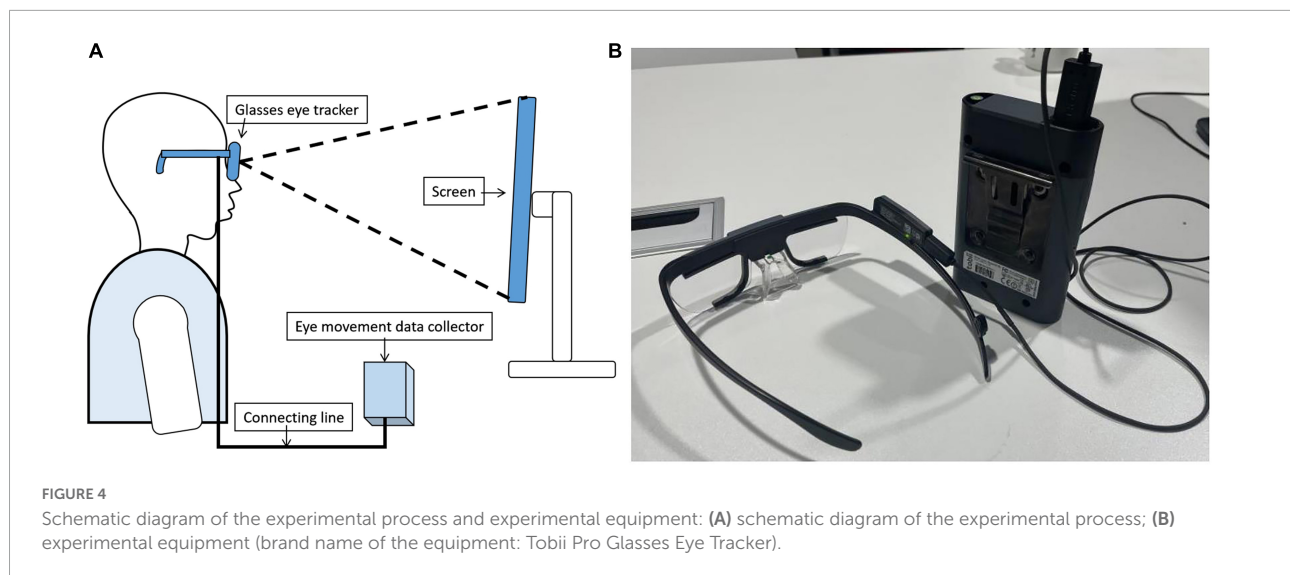 A
B
Glasses eye tracker
Screen
Eye movement data collector
Connecting line
tobii
FIGURE 4
Schematic diagram of the experimental process and experimental equipment: (A) schematic diagram of the experimental process; (B)
experimental equipment (brand name of the equipment: Tobii Pro Glasses Eye Tracker).